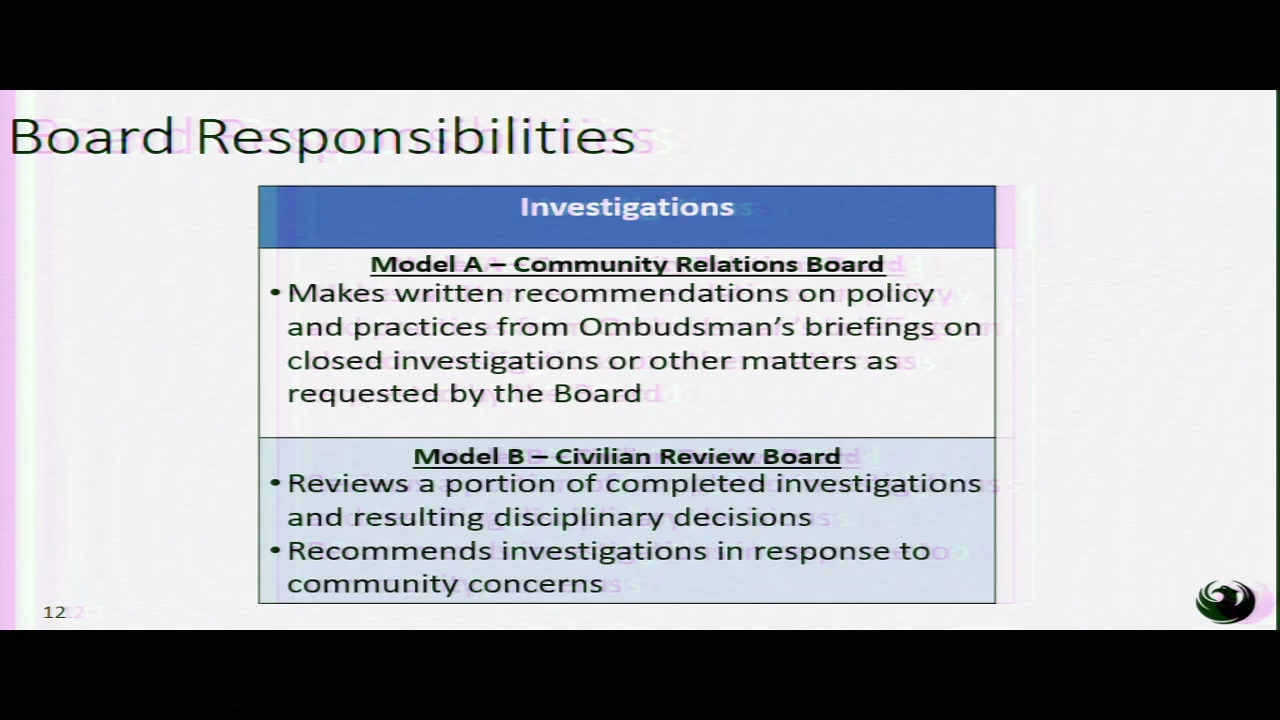 Board Responsibilities
Investigations
Model A – Community Relations Board
• Makes written recommendations on policy
and practices from Ombudsman’s briefings on
closed investigations or other matters as
requested by the Board
Model B – Civilian Review Board
• Reviews a portion of completed investigations
and resulting disciplinary decisions
• Recommends investigations in response to
community concerns
12